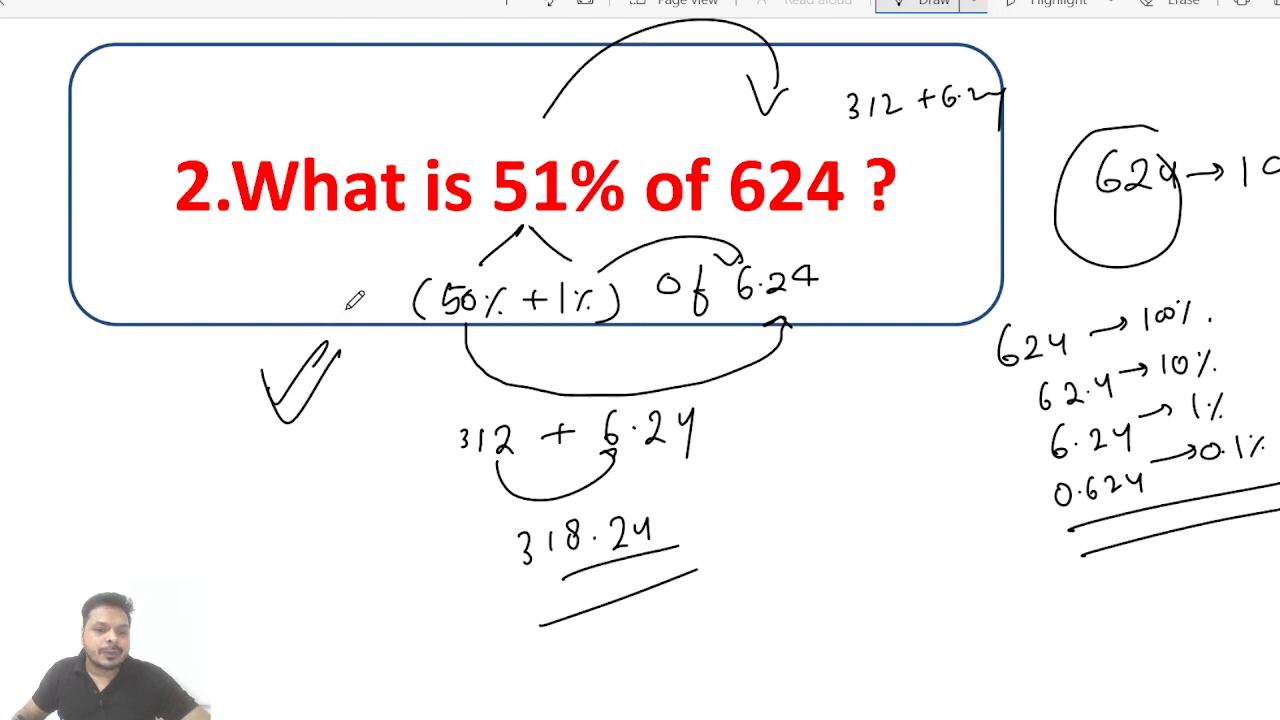 Page view
Read aloud
Draw
Highlight
Erase
312 + 6.24
2.What is 51% of 624 ?
624 → 10
(50% + 1%) of 6.24
624 → 100%.
62.4 → 10%
6.24 → 1%
0.624 → 0.1%
312 + 6.24
318.24